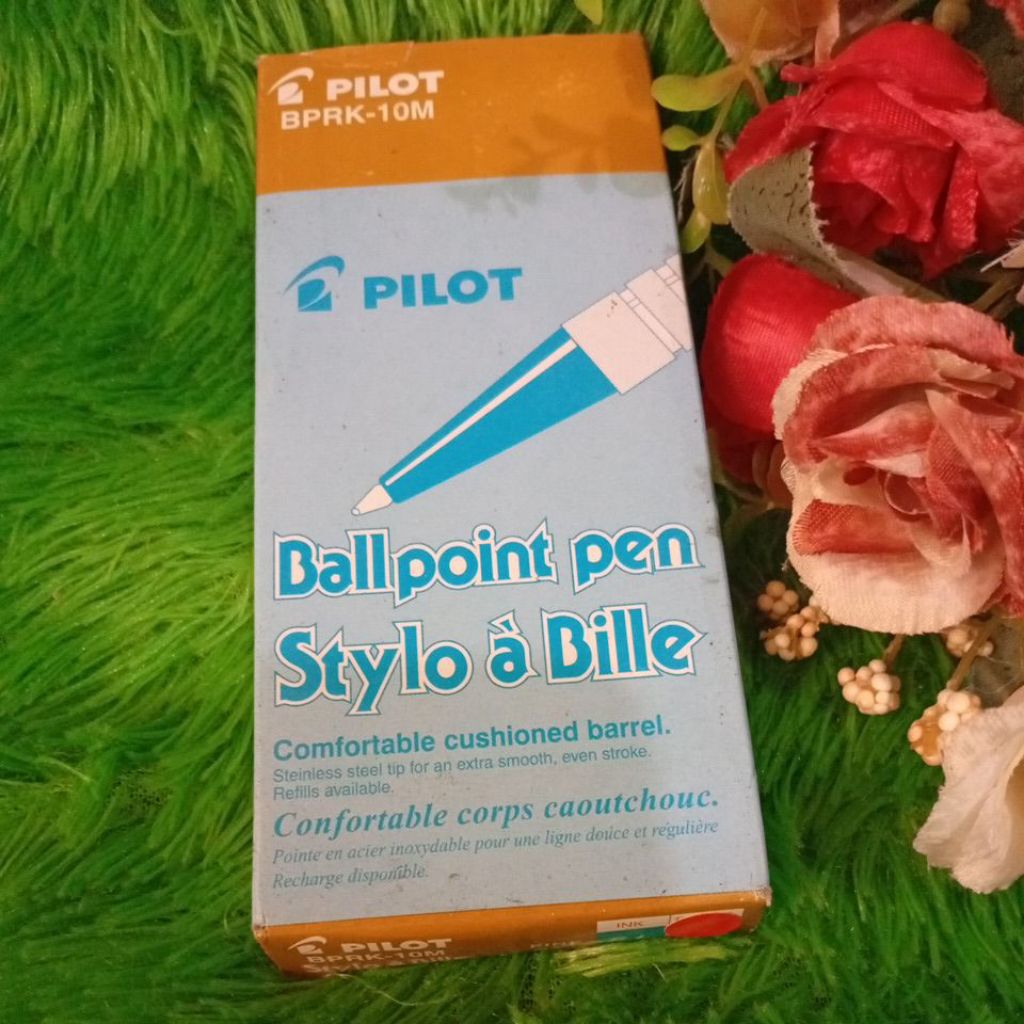 PILOT
BPRK-10M
PILOT
Ballpoint pen
Stylo à Bille
Comfortable cushioned barrel.
Steinless steel tip for an extra smooth, even stroke.
Refills available.
Confortable corps caoutchouc.
Pointe en acier inoxydable pour une ligne douce et régulière
Recharge disponible.
PILOT
INK
BPRK-10M